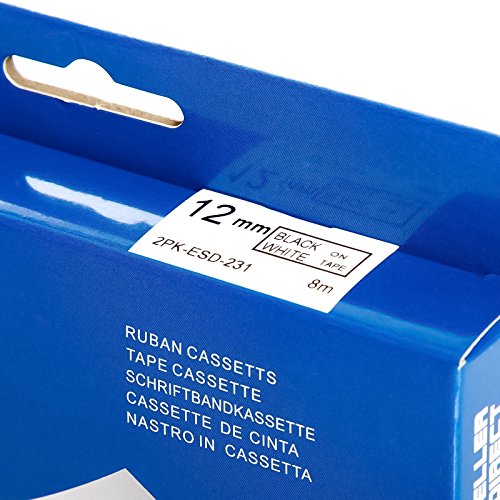 12mm
BLACK ON
WHITE TAPE
2PK-ESD-231
8m
RUBAN CASSETTS
TAPE CASSETTE
SCHRIFTBANDKASSETTE
CASSETTE DE CINTA
NASTRO IN CASSETTA